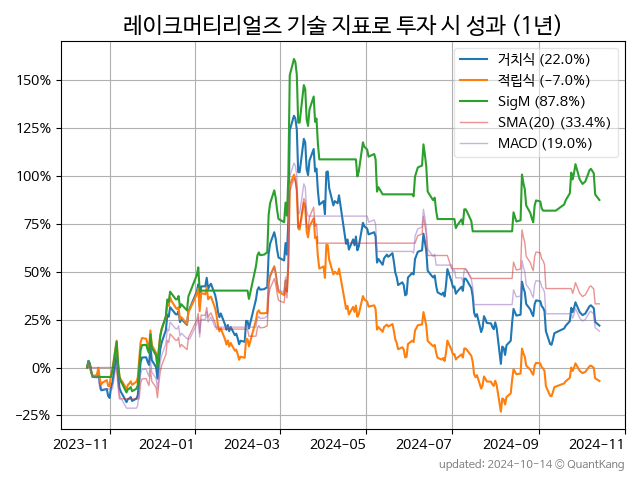 레이크머티리얼즈 기술 지표로 투자 시 성과 (1년)
거치식 (22.0%)
적립식 (−7.0%)
SigM (87.8%)
SMA(20) (33.4%)
MACD (19.0%)
150%
125%
100%
75%
50%
25%
0%
−25%
2023-11 2024-01 2024-03 2024-05 2024-07 2024-09 2024-11
updated: 2024-10-14 © QuantKang